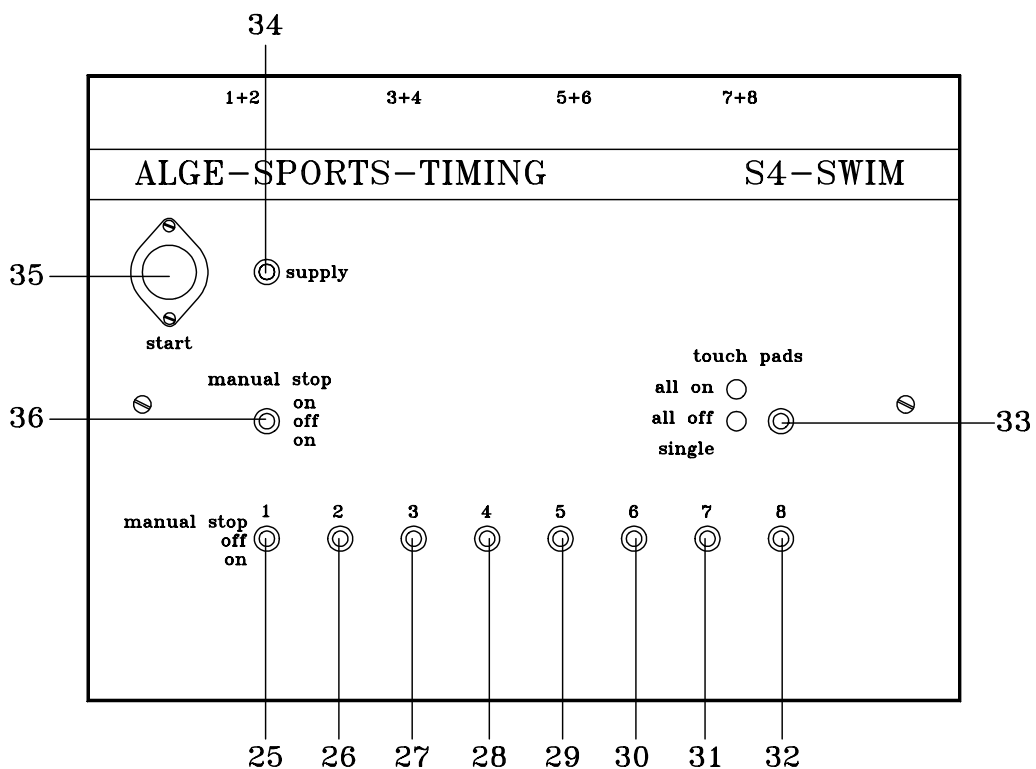 34
1+2 3+4 5+6 7+8
ALGE-SPORTS-TIMING S4-SWIM
35
supply
start
touch pads
manual stop
all on
on
36
off
on
all off
33
single
1 2 3 4 5 6 7 8
manual stop
off
on
25 26 27 28 29 30 31 32